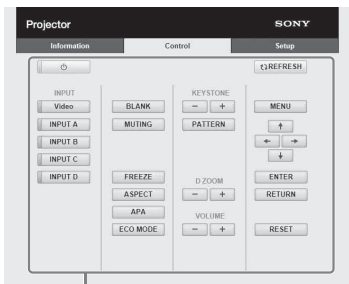 Projector SONY
Information Control Setup
REFRESH
INPUT KEYSTONE
Video BLANK − + MENU
INPUT A MUTING PATTERN ↑
INPUT B ← →
INPUT C ↓
INPUT D FREEZE D ZOOM ENTER
ASPECT − + RETURN
APA VOLUME
ECO MODE − + RESET